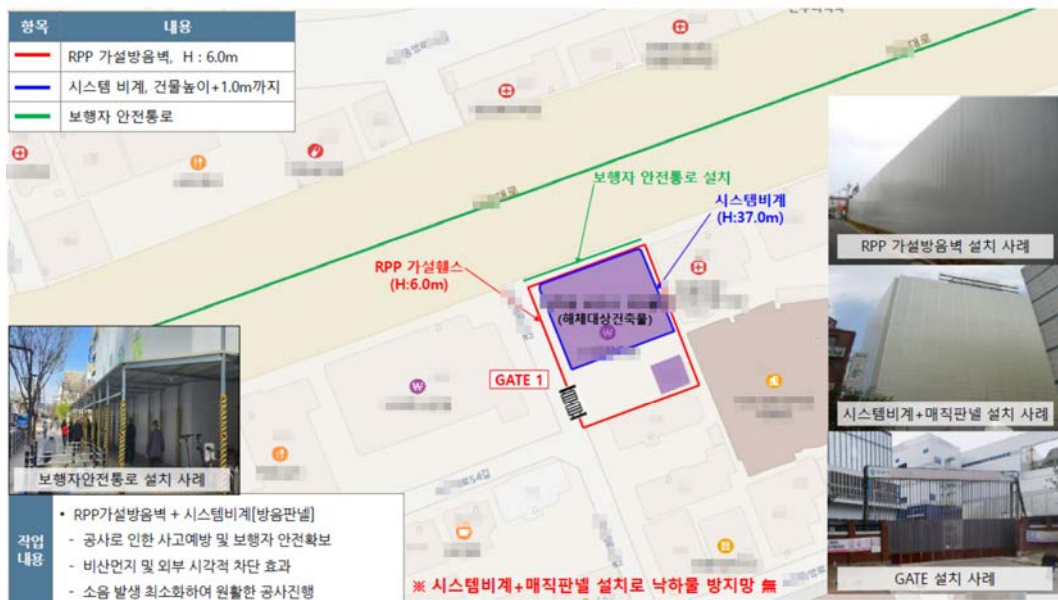 항목 내용
RPP 가설방음벽, H : 6.0m
시스템 비계, 건물높이+1.0m까지
보행자 안전통로
보행자 안전통로 설치
시스템비계
(H:37.0m)
RPP 가설휀스
(H:6.0m)
(해체대상건축물)
GATE 1
RPP 가설방음벽 설치 사례
시스템비계+매직판넬 설치 사례
GATE 설치 사례
보행자안전통로 설치 사례
작업
내용
• RPP가설방음벽 + 시스템비계[방음판넬]
- 공사로 인한 사고예방 및 보행자 안전확보
- 비산먼지 및 외부 시각적 차단 효과
- 소음 발생 최소화하여 원활한 공사진행
※ 시스템비계+매직판넬 설치로 낙하물 방지망 無